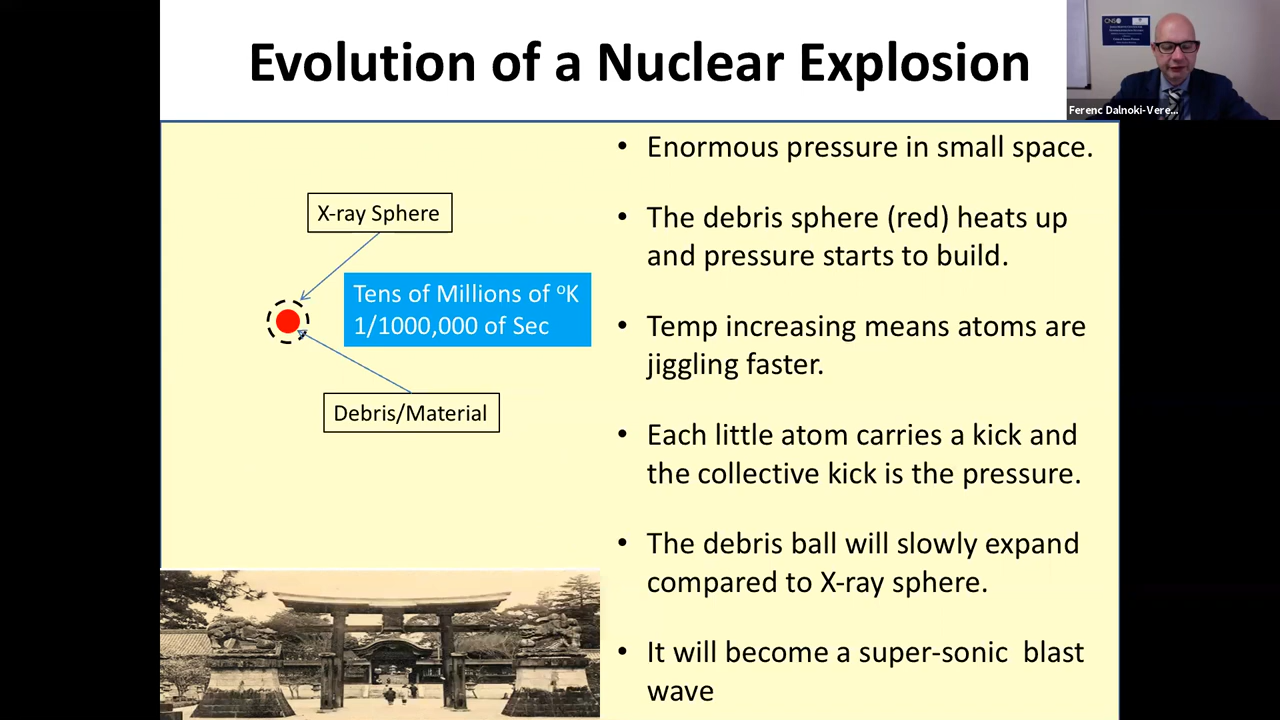 Evolution of a Nuclear Explosion
Ferenc Dalnoki-Vere...
X-ray Sphere
Tens of Millions of ⁰K
1/1000,000 of Sec
Debris/Material
• Enormous pressure in small space.
• The debris sphere (red) heats up
and pressure starts to build.
• Temp increasing means atoms are
jiggling faster.
• Each little atom carries a kick and
the collective kick is the pressure.
• The debris ball will slowly expand
compared to X-ray sphere.
• It will become a super-sonic  blast
wave